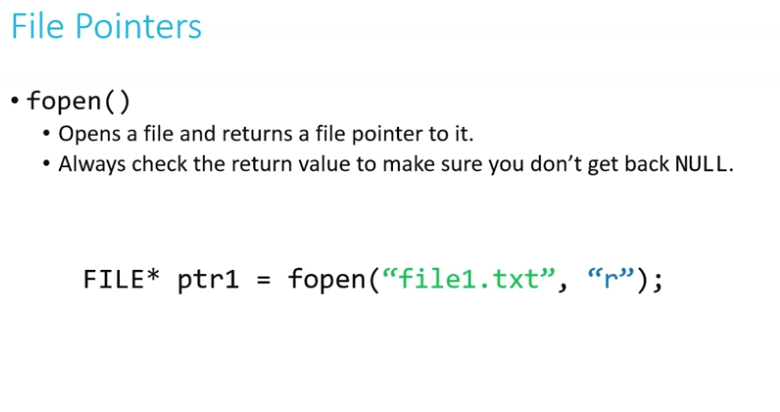 File Pointers
• fopen()
• Opens a file and returns a file pointer to it.
• Always check the return value to make sure you don’t get back NULL.
FILE* ptr1 = fopen(“file1.txt”, “r”);